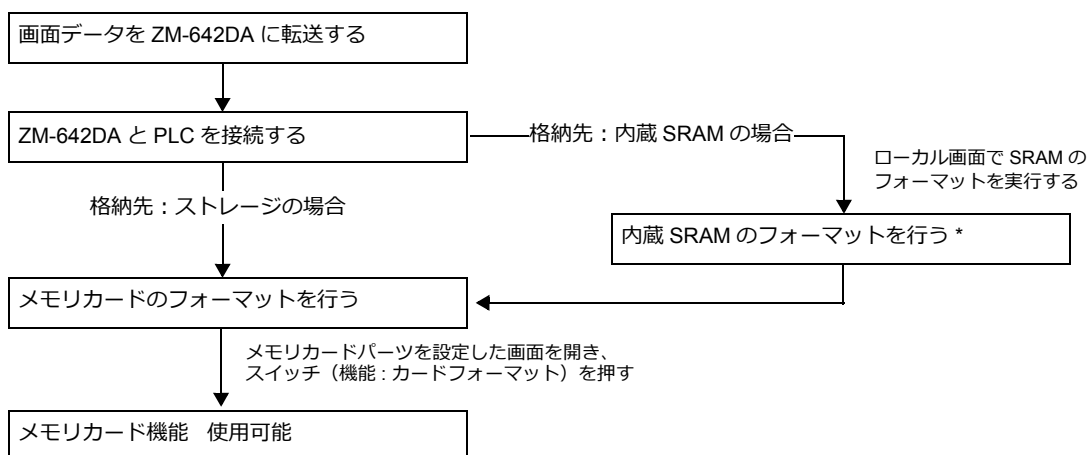 画面データを ZM-642DA に転送する
ZM-642DA と PLC を接続する
格納先：内蔵 SRAM の場合
ローカル画面で SRAM の
フォーマットを実行する
格納先：ストレージの場合
内蔵 SRAM のフォーマットを行う *
メモリカードのフォーマットを行う
メモリカードパーツを設定した画面を開き、
スイッチ（機能 : カードフォーマット）を押す
メモリカード機能　使用可能